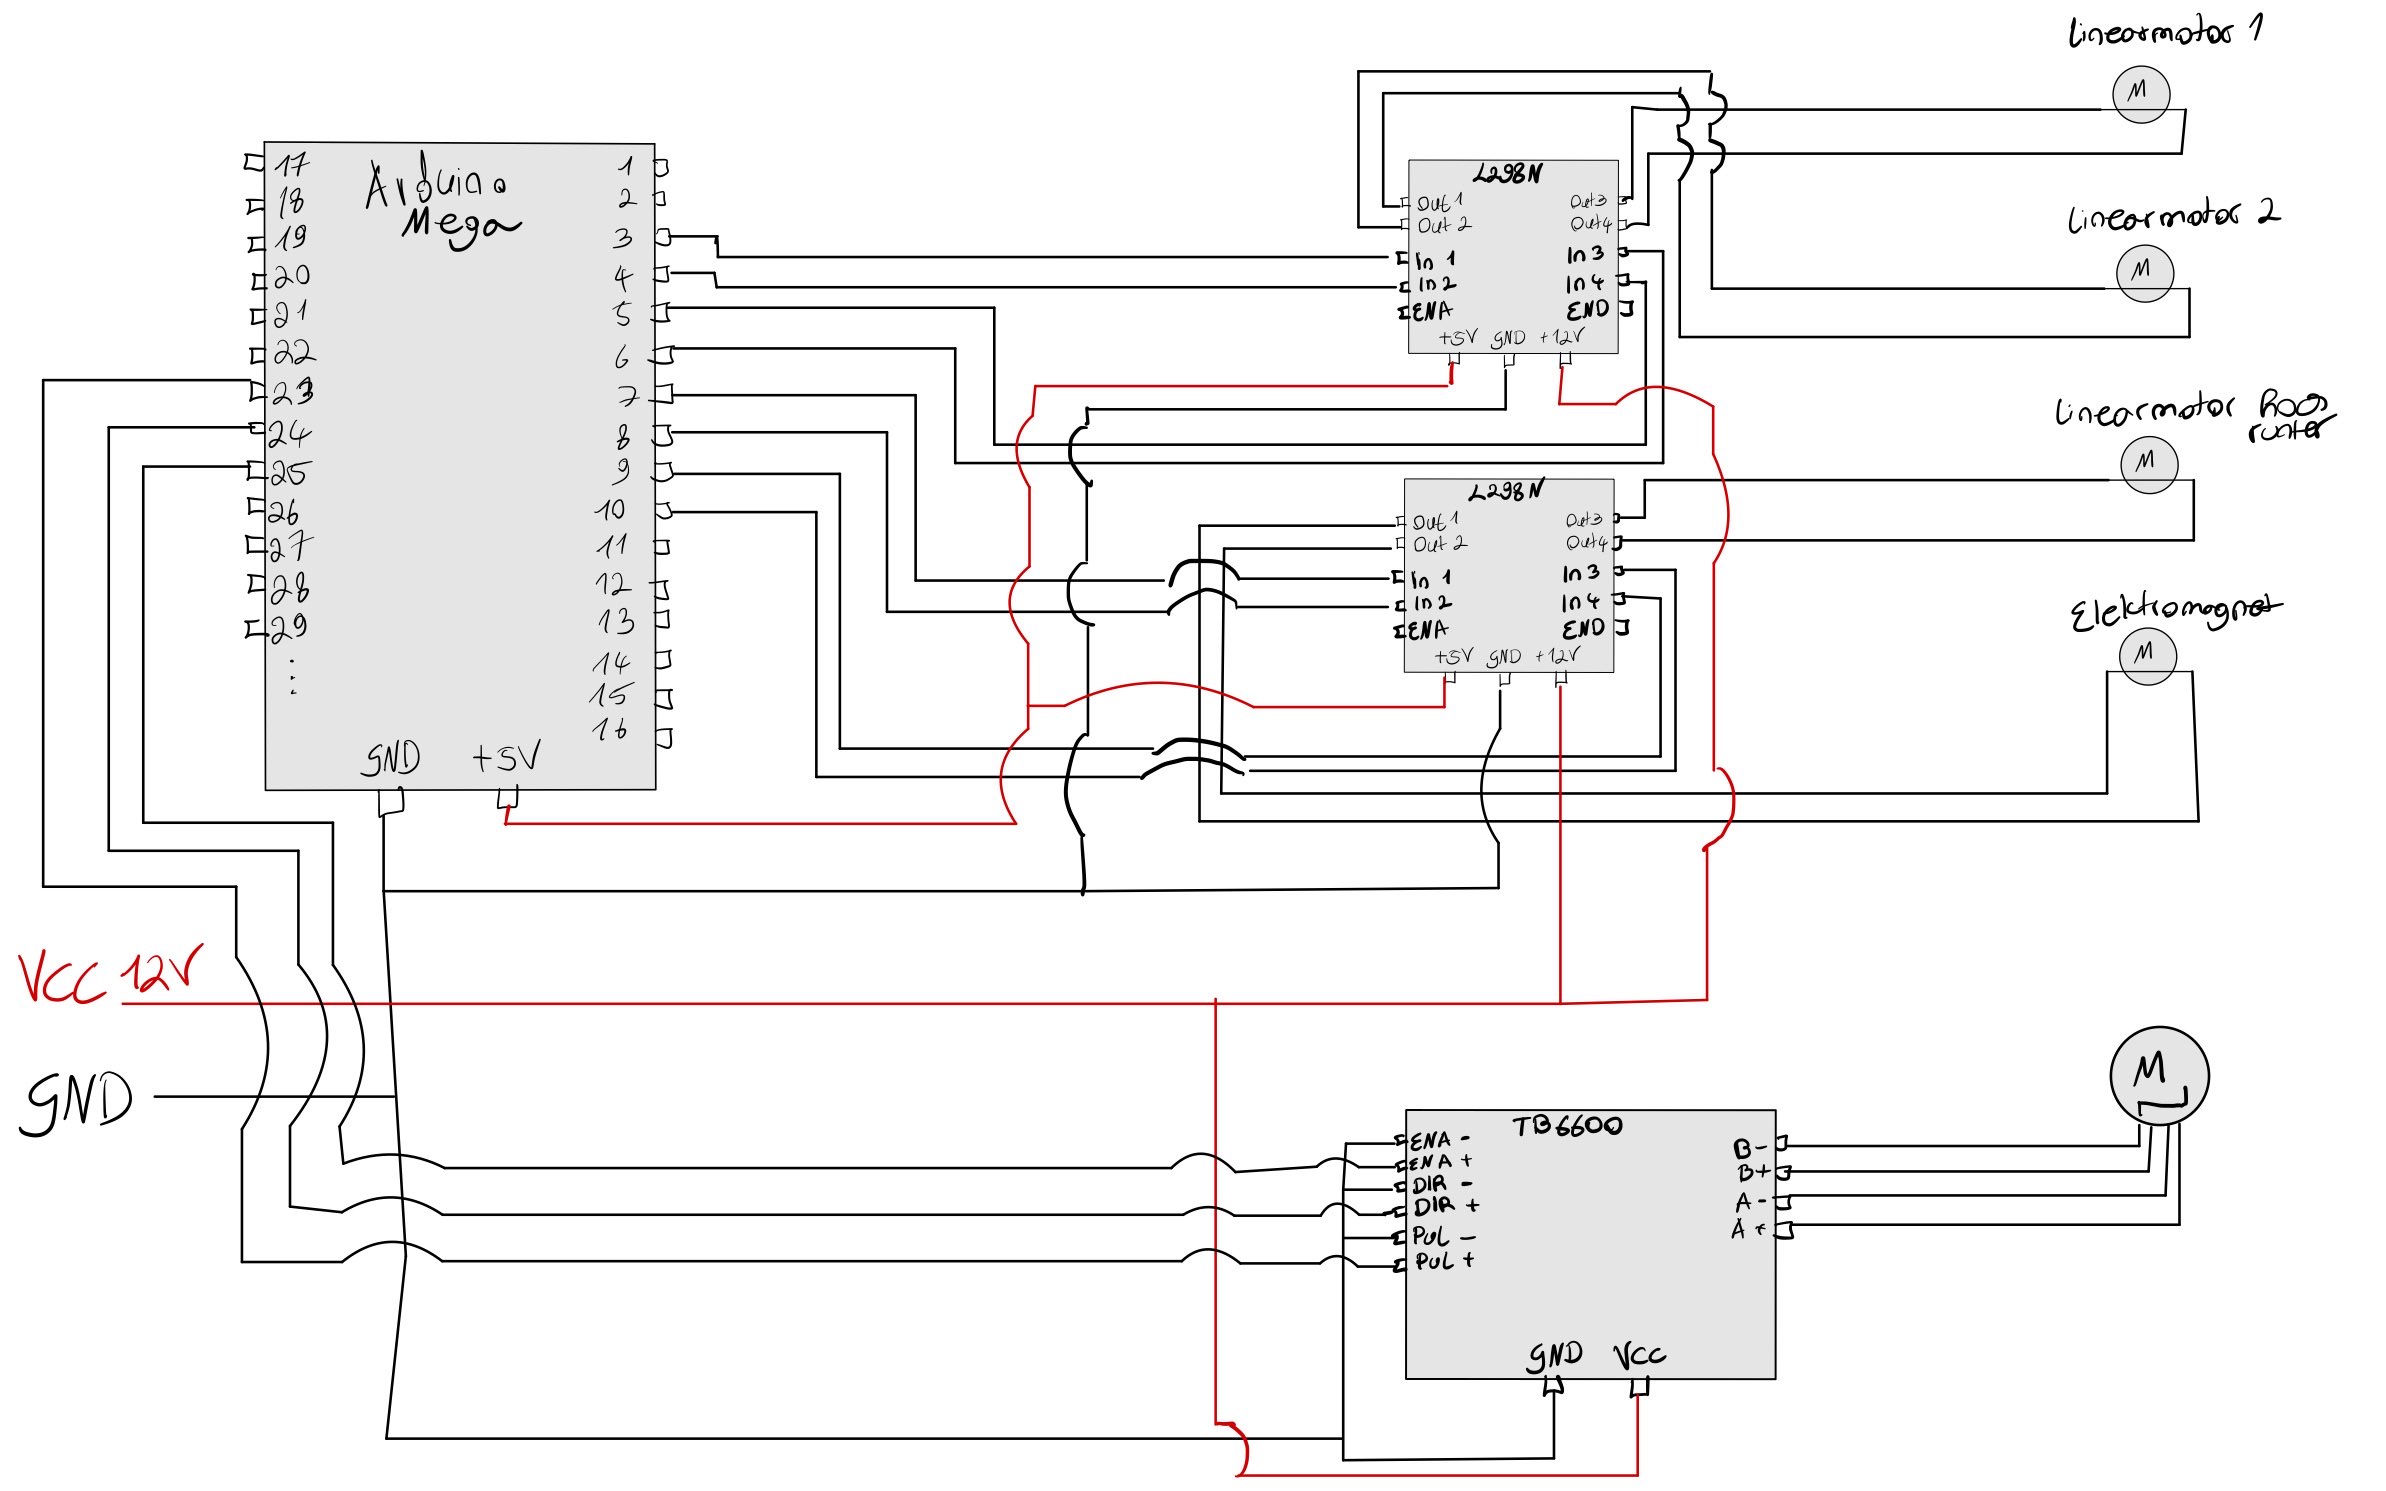 Linearmotor 1
M
Linearmotor 2
M
Linearmotor Hoch
runter
M
Elektromagnet
M
Arduino
Mega
17
18
19
20
21
22
23
24
25
26
27
28
29
1
2
3
4
5
6
7
8
9
10
11
12
13
14
15
16
GND
+5V
L298N
Out 1
Out 2
In 1
In 2
ENA
Out3
Out4
In 3
In 4
END
+5V GND +12V
L298N
Out 1
Out 2
In 1
In 2
ENA
Out3
Out4
In 3
In 4
END
+5V GND +12V
VCC 12V
GND
TB6600
ENA -
ENA +
DIR -
DIR +
PUL -
PUL +
B -
B+
A -
A +
GND VCC
M